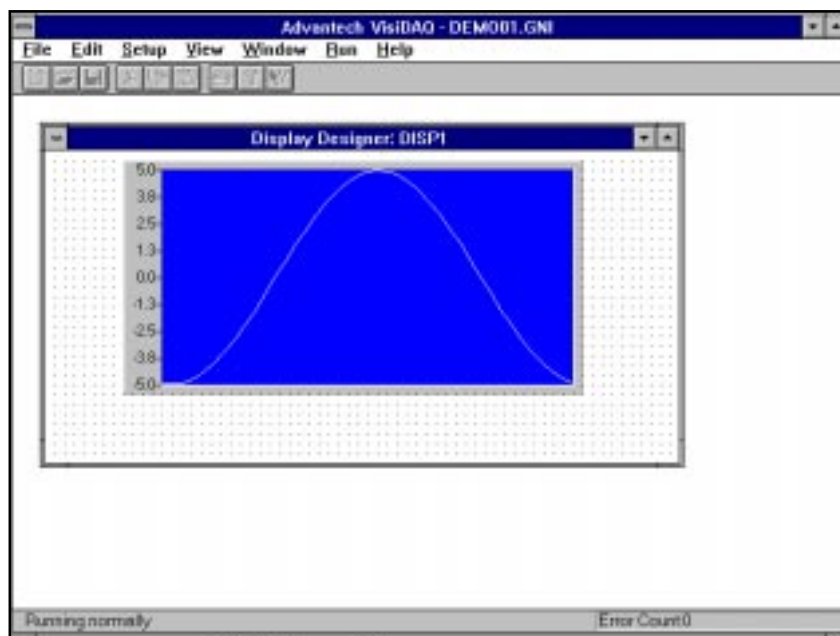 Advantech VisiDAQ - DEMO01.GNI
File Edit Setup View Window Run Help
Display Designer: DISP1
5.0
3.8
2.5
1.3
0.0
-1.3
-2.5
-3.8
-5.0
Running normally Error Count:0